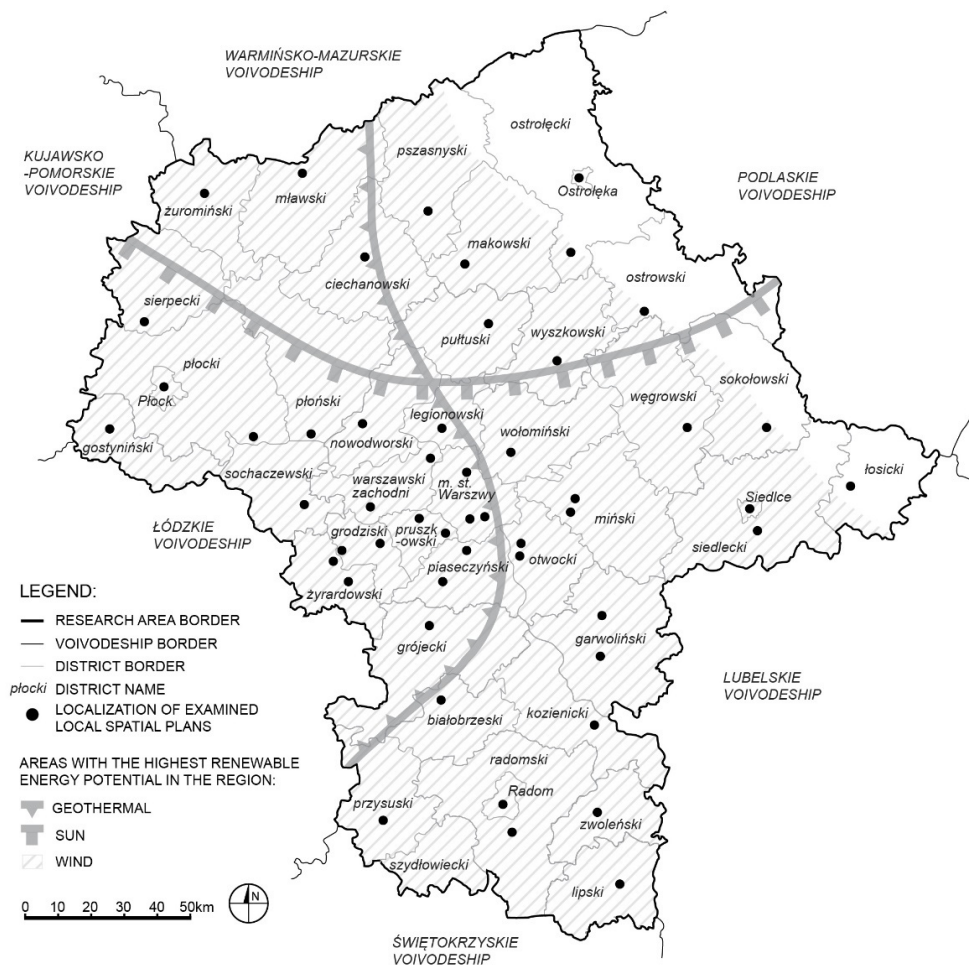 WARMIŃSKO-MAZURSKIE
VOIVODESHIP
KUJAWSKO
-POMORSKIE
VOIVODESHIP
PODLASKIE
VOIVODESHIP
ostrołęcki
pszasnyski
Ostrołęka
mławski
żuromiński
makowski
ciechanowski
ostrowski
sierpecki
pułtuski
wyszkowski
płocki
sokołowski
Płock
płoński
węgrowski
legionowski
gostyniński
nowodworski
wołomiński
łosicki
sochaczewski
warszawski
zachodni
m. st.
Warszwy
Siedlce
ŁÓDZKIE
VOIVODESHIP
grodziski
pruszk
-owski
miński
siedlecki
piaseczyński
otwocki
żyrardowski
garwoliński
grójecki
LUBELSKIE
VOIVODESHIP
białobrzeski
kozienicki
radomski
Radom
przysuski
zwoleński
szydłowiecki
lipski
ŚWIĘTOKRZYSKIE
VOIVODESHIP
LEGEND:
RESEARCH AREA BORDER
VOIVODESHIP BORDER
DISTRICT BORDER
płocki DISTRICT NAME
LOCALIZATION OF EXAMINED
LOCAL SPATIAL PLANS
AREAS WITH THE HIGHEST RENEWABLE
ENERGY POTENTIAL IN THE REGION:
GEOTHERMAL
SUN
WIND
0 10 20 30 40 50km
N